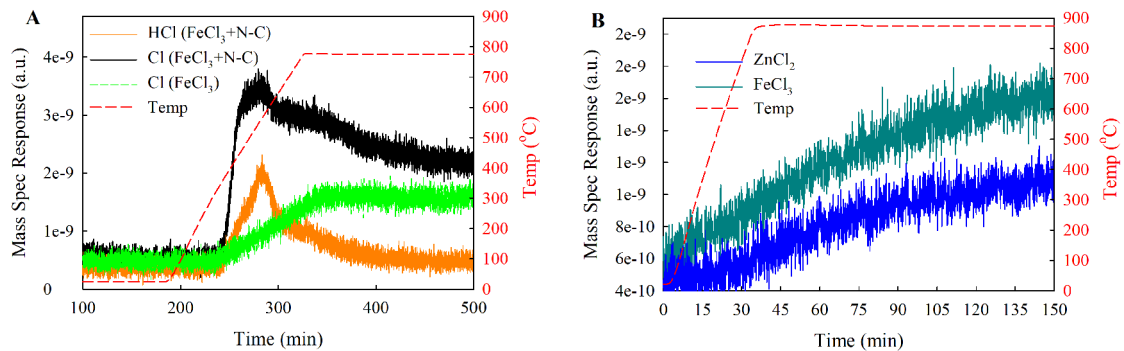 A
HCl (FeCl3+N-C)
Cl (FeCl3+N-C)
Cl (FeCl3)
Temp
Mass Spec Response (a.u.)
4e-9
3e-9
2e-9
1e-9
0
900
800
700
600
500
400
300
200
100
0
Temp (°C)
100 200 300 400 500
Time (min)
B
ZnCl2
FeCl3
Temp
Mass Spec Response (a.u.)
2e-9
2e-9
2e-9
1e-9
1e-9
1e-9
8e-10
6e-10
4e-10
900
800
700
600
500
400
300
200
100
0
Temp (°C)
0 15 30 45 60 75 90 105 120 135 150
Time (min)